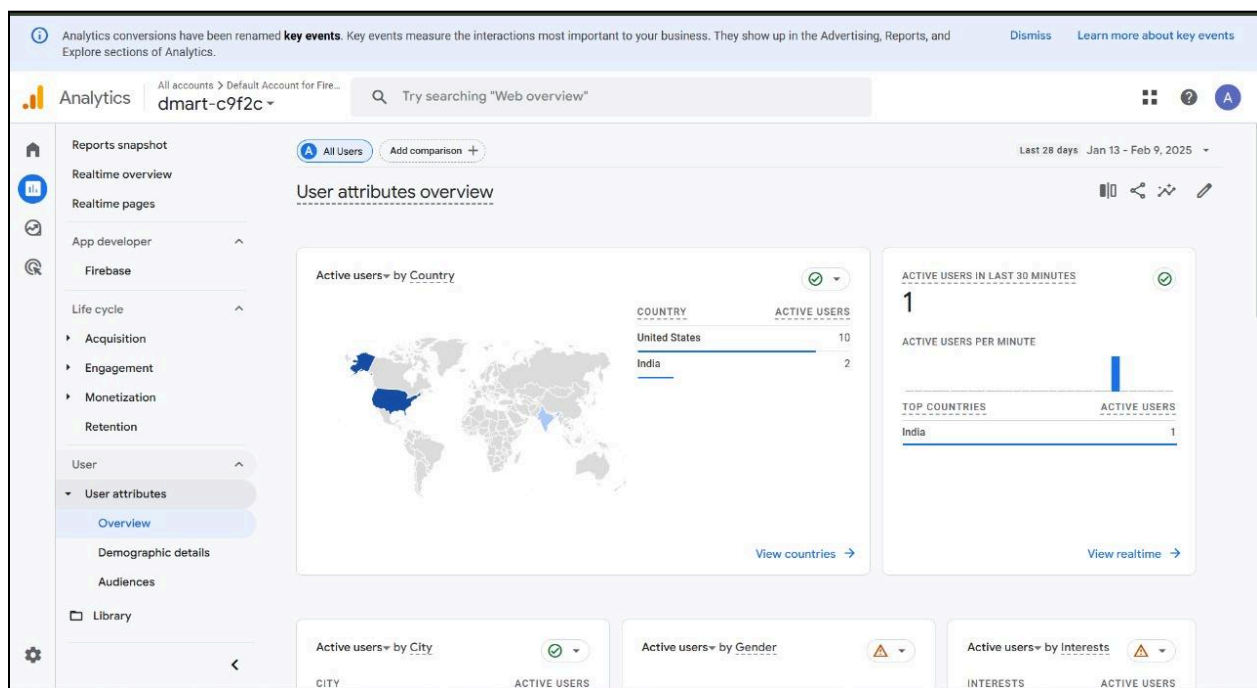 Analytics conversions have been renamed key events. Key events measure the interactions most important to your business. They show up in the Advertising, Reports, and
Explore sections of Analytics.
Dismiss
Learn more about key events
Analytics
All accounts > Default Account for Fire...
dmart-c9f2c
Try searching "Web overview"
A
Reports snapshot
Realtime overview
Realtime pages
App developer
Firebase
Life cycle
Acquisition
Engagement
Monetization
Retention
User
User attributes
Overview
Demographic details
Audiences
Library
A All Users
Add comparison +
Last 28 days Jan 13 - Feb 9, 2025
User attributes overview
Active users by Country
COUNTRY ACTIVE USERS
United States 10
India 2
View countries →
ACTIVE USERS IN LAST 30 MINUTES
1
ACTIVE USERS PER MINUTE
TOP COUNTRIES ACTIVE USERS
India 1
View realtime →
Active users by City
CITY ACTIVE USERS
Active users by Gender
Active users by Interests
INTERESTS ACTIVE USERS